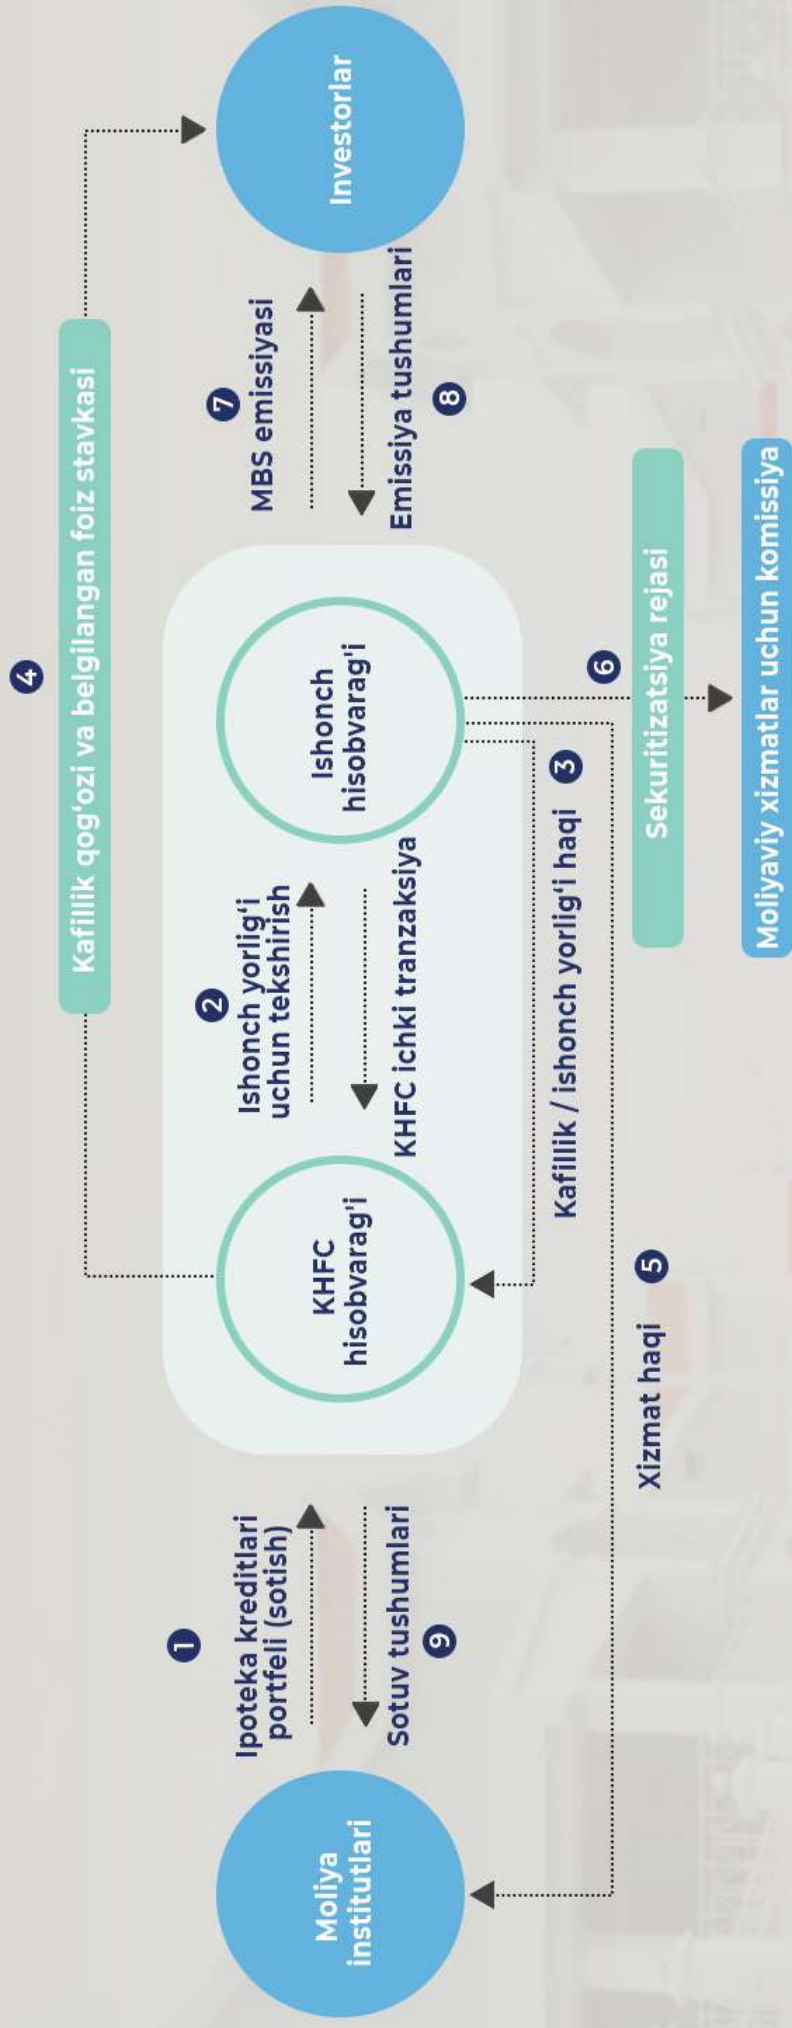 4
Kafillik qog'ozi va belgilangan foiz stavkasi
1
Ipoteka kreditlari
portfeli (sotish)
2
Ishonch yorlig'i
uchun tekshirish
7
MBS emissiyasi
Moliya
institutlari
KHFC
hisobvarag'i
Ishonch
hisobvarag'i
Investorlar
Sotuv tushumlari
9
KHFC ichki tranzaksiya
Emissiya tushumlari
8
Kafillik / ishonch yorlig'i haqi
3
6
Xizmat haqi
5
Sekuritizatsiya rejasi
Moliyaviy xizmatlar uchun komissiya